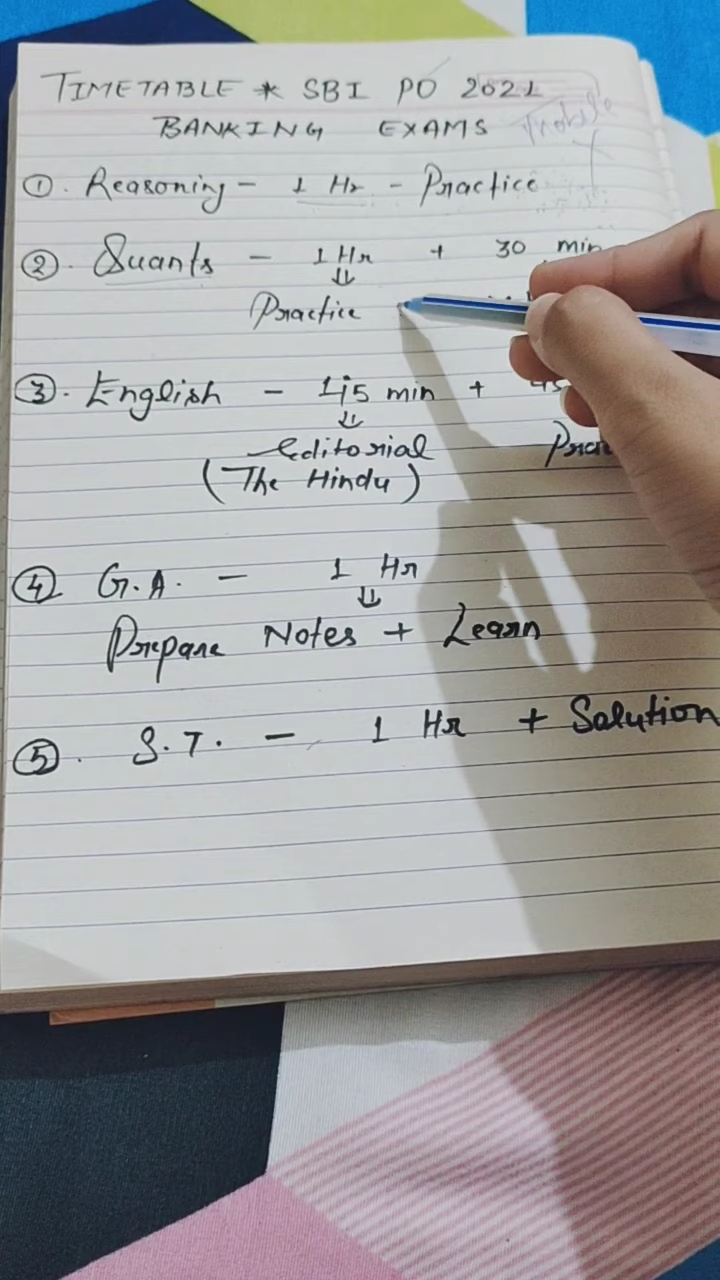 TIMETABLE * SBI PO 2021
BANKING EXAMS
①. Reasoning - 1 Hr - Practice
②. Quants - 1 Hr + 30 min
⇓
Practice
③. English - 15 min + 45
⇓
Editorial
(The Hindu)
④ G.A. - 1 Hr
⇓
Prepare Notes + Learn
⑤. S.T. - 1 Hr + Solution